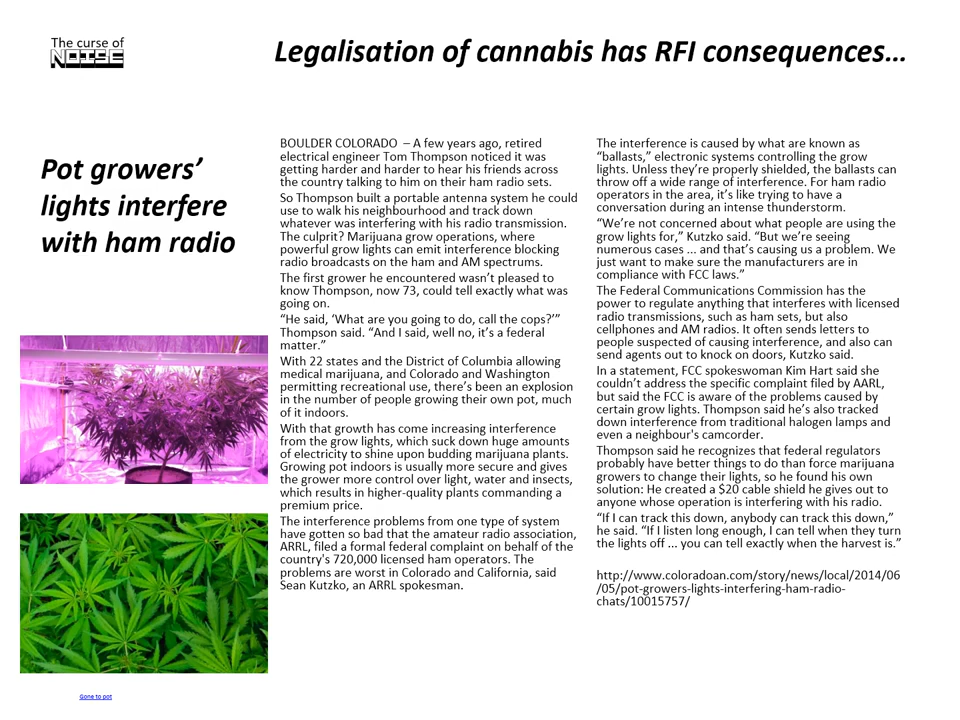 The curse of
NOISE
Legalisation of cannabis has RFI consequences…
Pot growers’
lights interfere
with ham radio
BOULDER COLORADO  – A few years ago, retired
electrical engineer Tom Thompson noticed it was
getting harder and harder to hear his friends across
the country talking to him on their ham radio sets.
So Thompson built a portable antenna system he could
use to walk his neighbourhood and track down
whatever was interfering with his radio transmission.
The culprit? Marijuana grow operations, where
powerful grow lights can emit interference blocking
radio broadcasts on the ham and AM spectrums.
The first grower he encountered wasn’t pleased to
know Thompson, now 73, could tell exactly what was
going on.
“He said, ‘What are you going to do, call the cops?’”
Thompson said. “And I said, well no, it’s a federal
matter.”
With 22 states and the District of Columbia allowing
medical marijuana, and Colorado and Washington
permitting recreational use, there’s been an explosion
in the number of people growing their own pot, much
of it indoors.
With that growth has come increasing interference
from the grow lights, which suck down huge amounts
of electricity to shine upon budding marijuana plants.
Growing pot indoors is usually more secure and gives
the grower more control over light, water and insects,
which results in higher-quality plants commanding a
premium price.
The interference problems from one type of system
have gotten so bad that the amateur radio association,
ARRL, filed a formal federal complaint on behalf of the
country's 720,000 licensed ham operators. The
problems are worst in Colorado and California, said
Sean Kutzko, an ARRL spokesman.
The interference is caused by what are known as
“ballasts,” electronic systems controlling the grow
lights. Unless they’re properly shielded, the ballasts can
throw off a wide range of interference. For ham radio
operators in the area, it’s like trying to have a
conversation during an intense thunderstorm.
“We’re not concerned about what people are using the
grow lights for,” Kutzko said. “But we’re seeing
numerous cases ... and that’s causing us a problem. We
just want to make sure the manufacturers are in
compliance with FCC laws.”
The Federal Communications Commission has the
power to regulate anything that interferes with licensed
radio transmissions, such as ham sets, but also
cellphones and AM radios. It often sends letters to
people suspected of causing interference, and also can
send agents out to knock on doors, Kutzko said.
In a statement, FCC spokeswoman Kim Hart said she
couldn’t address the specific complaint filed by AARL,
but said the FCC is aware of the problems caused by
certain grow lights. Thompson said he’s also tracked
down interference from traditional halogen lamps and
even a neighbour's camcorder.
Thompson said he recognizes that federal regulators
probably have better things to do than force marijuana
growers to change their lights, so he found his own
solution: He created a $20 cable shield he gives out to
anyone whose operation is interfering with his radio.
“If I can track this down, anybody can track this down,”
he said. “If I listen long enough, I can tell when they turn
the lights off ... you can tell exactly when the harvest is.”
http://www.coloradoan.com/story/news/local/2014/06
/05/pot-growers-lights-interfering-ham-radio-
chats/10015757/
Gone to pot